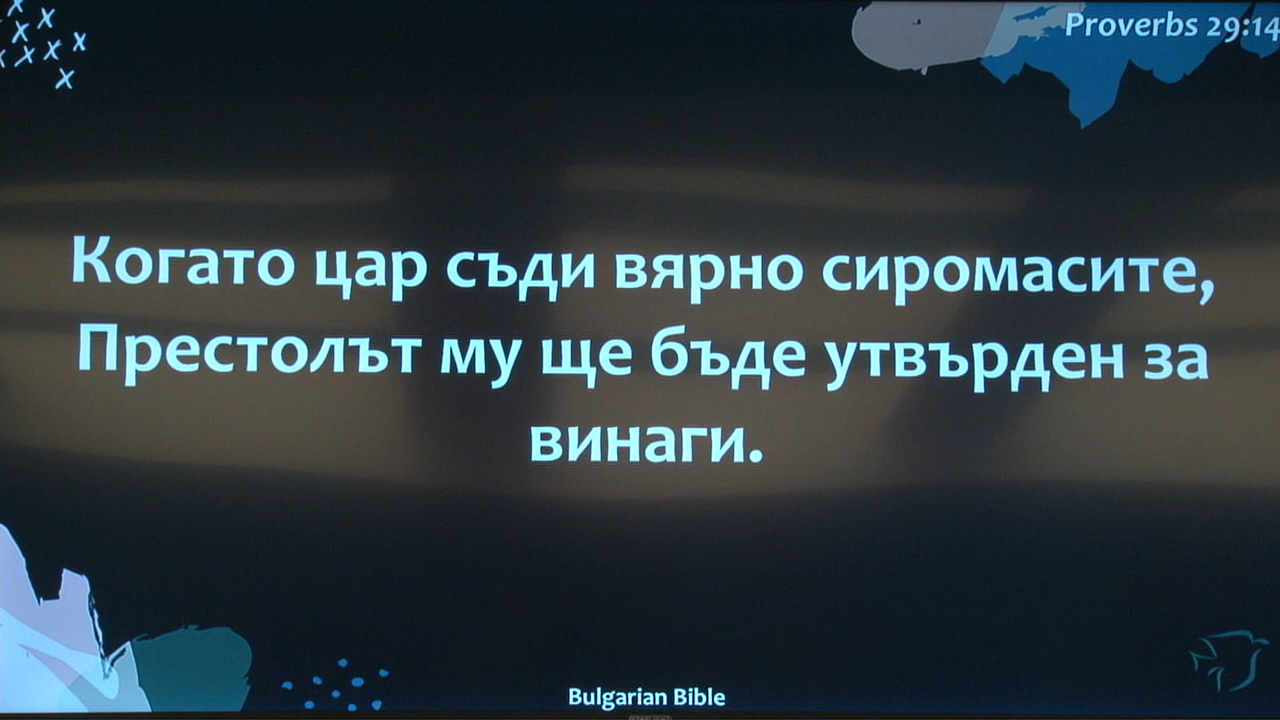 Proverbs 29:14
Когато цар съди вярно сиромасите,
Престолът му ще бъде утвърден за
винаги.
Bulgarian Bible